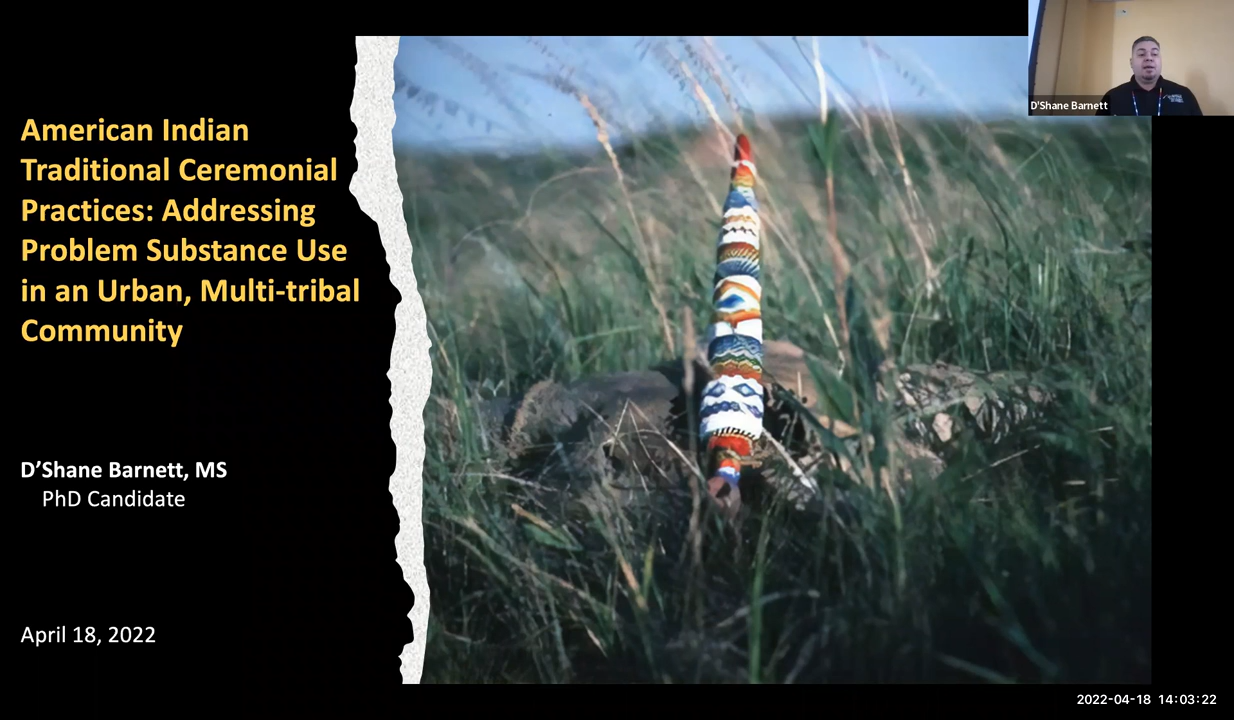 American Indian
Traditional Ceremonial
Practices: Addressing
Problem Substance Use
in an Urban, Multi-tribal
Community
D'Shane Barnett, MS
PhD Candidate
April 18, 2022
D'Shane Barnett
2022-04-18 14:03:22